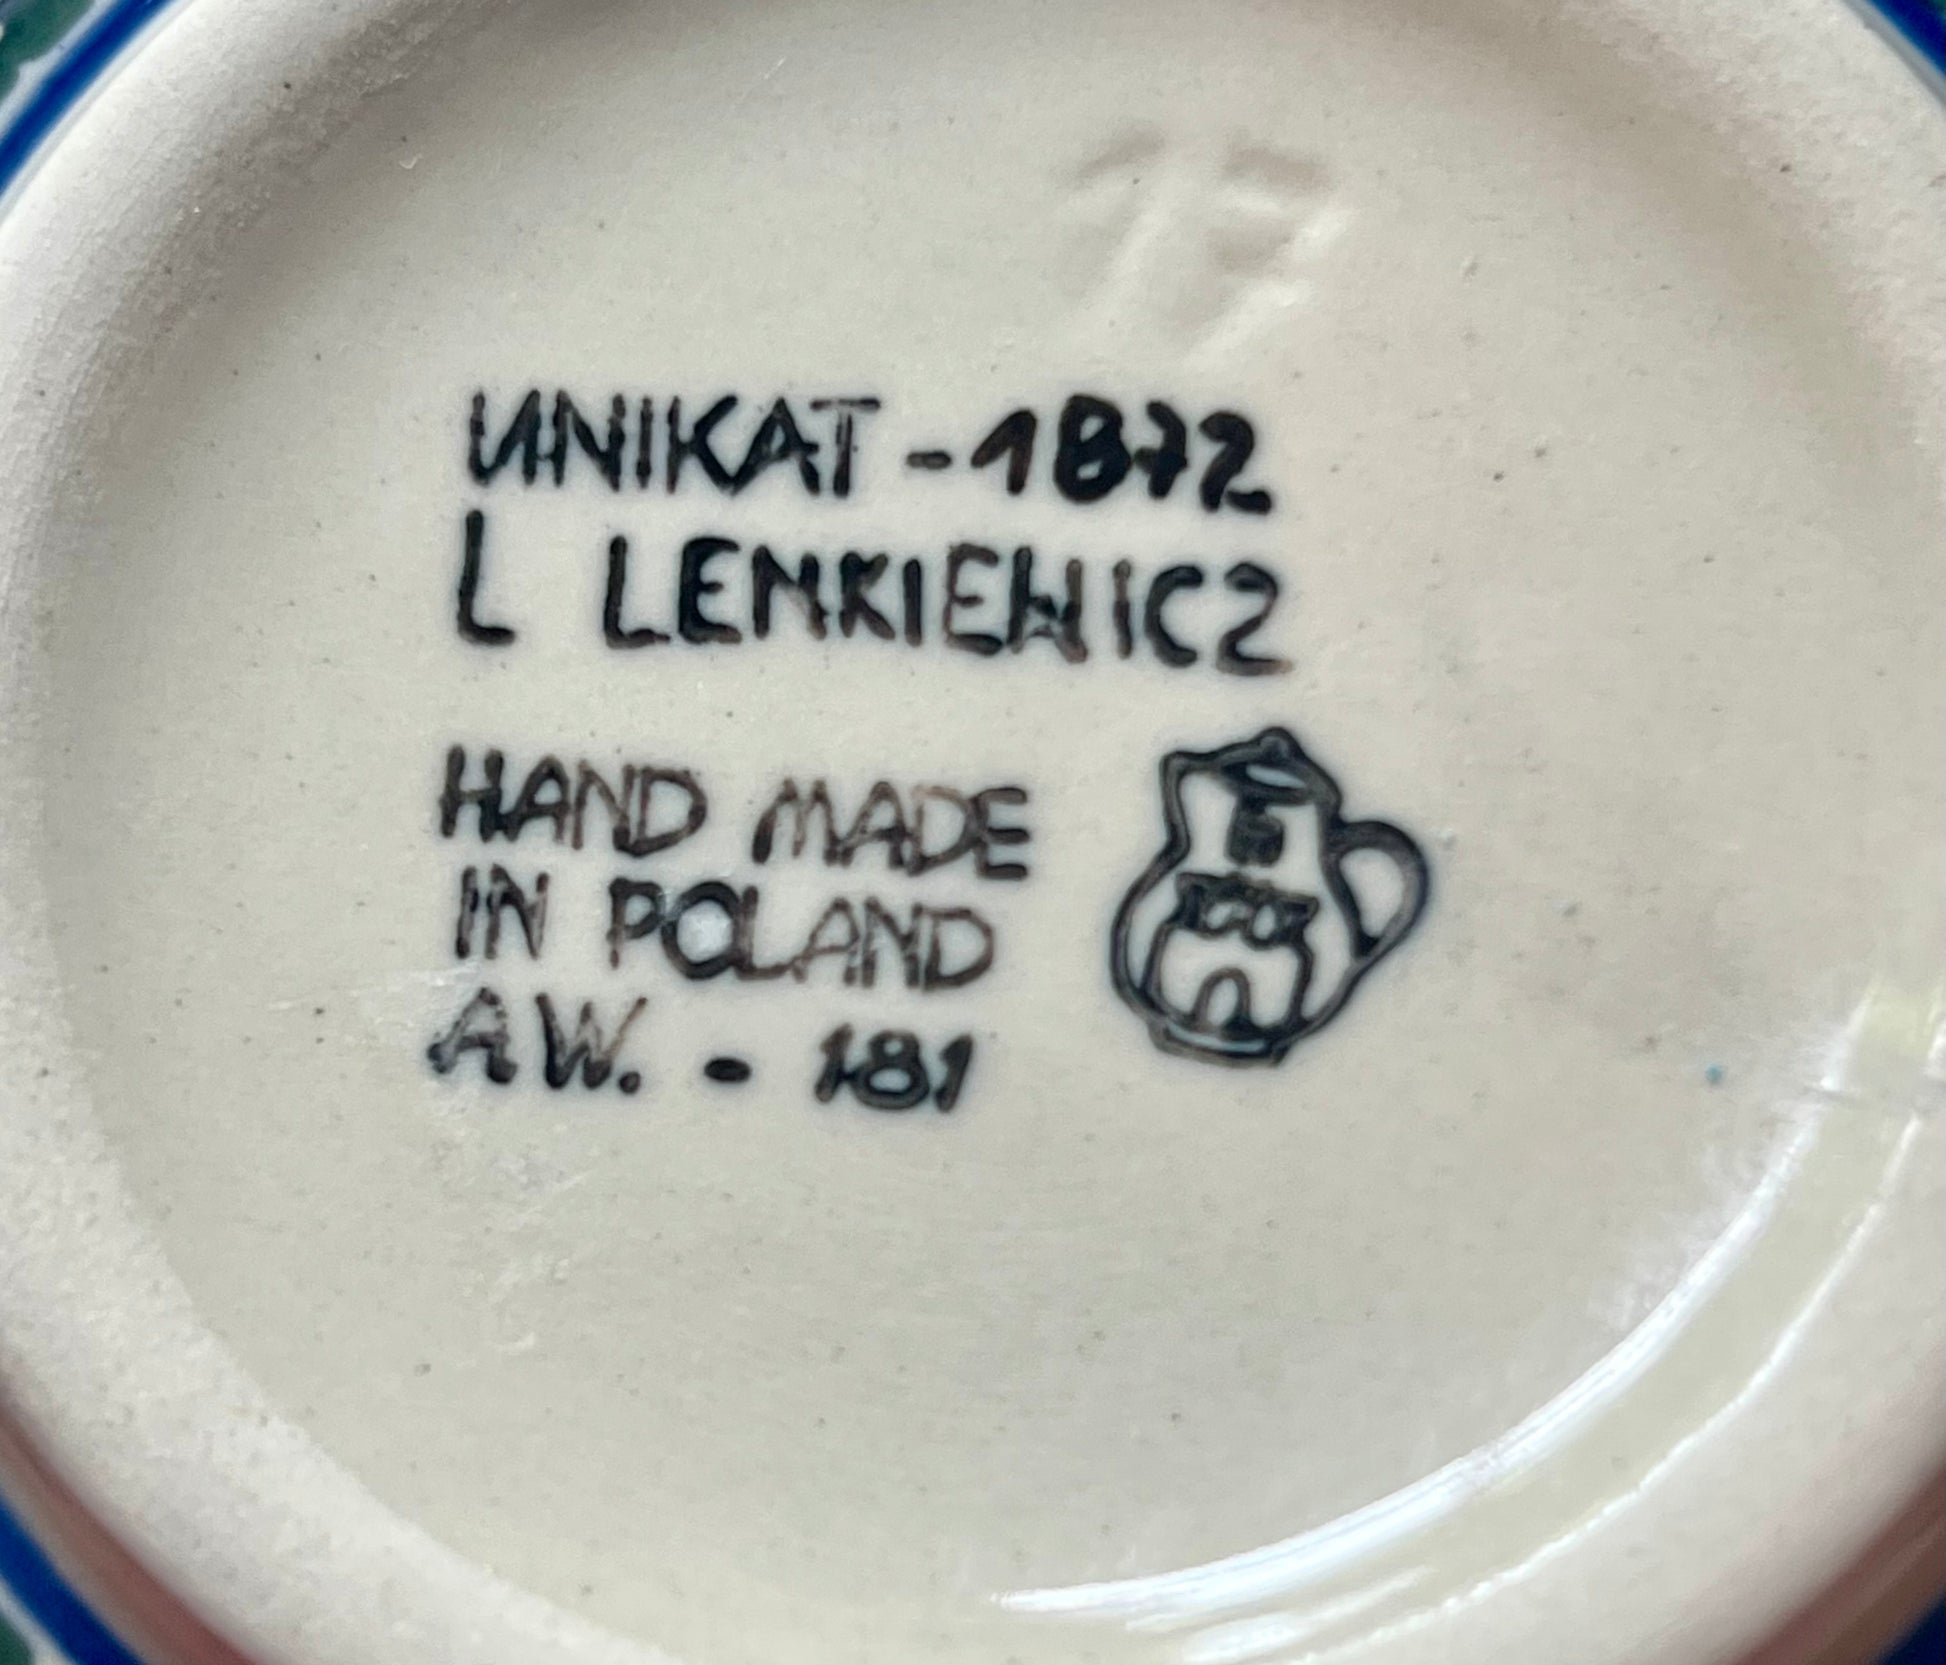 UNIKAT - 1872
L LENKIEWICZ
HAND MADE
IN POLAND
A.W. - 181